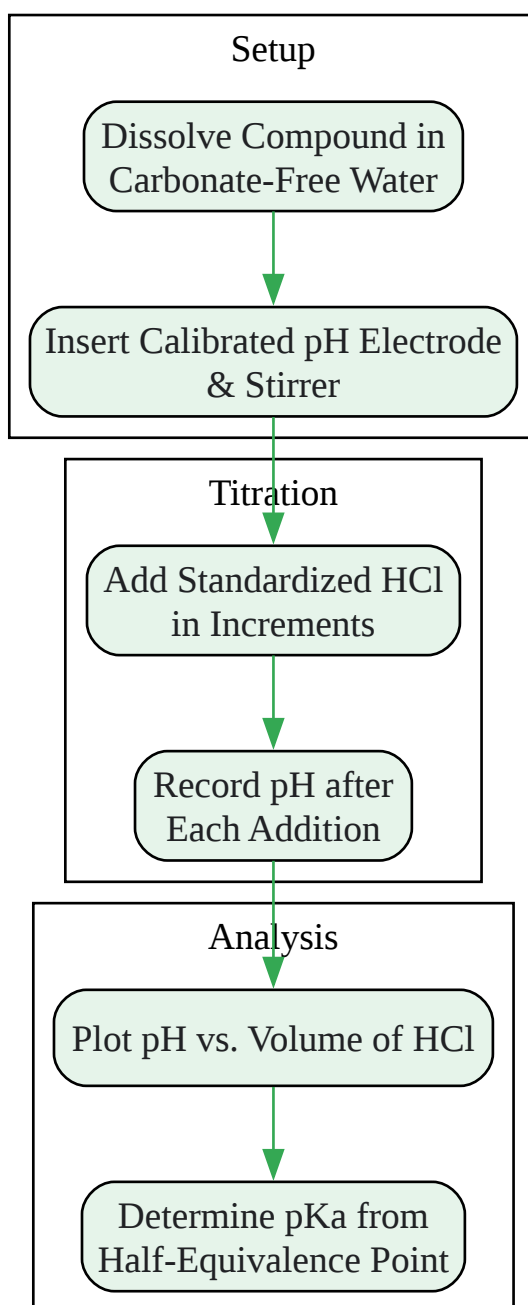 Setup
Dissolve Compound in
Carbonate-Free Water
Insert Calibrated pH Electrode
& Stirrer
Titration
Add Standardized HCl
in Increments
Record pH after
Each Addition
Analysis
Plot pH vs. Volume of HCl
Determine pKa from
Half-Equivalence Point